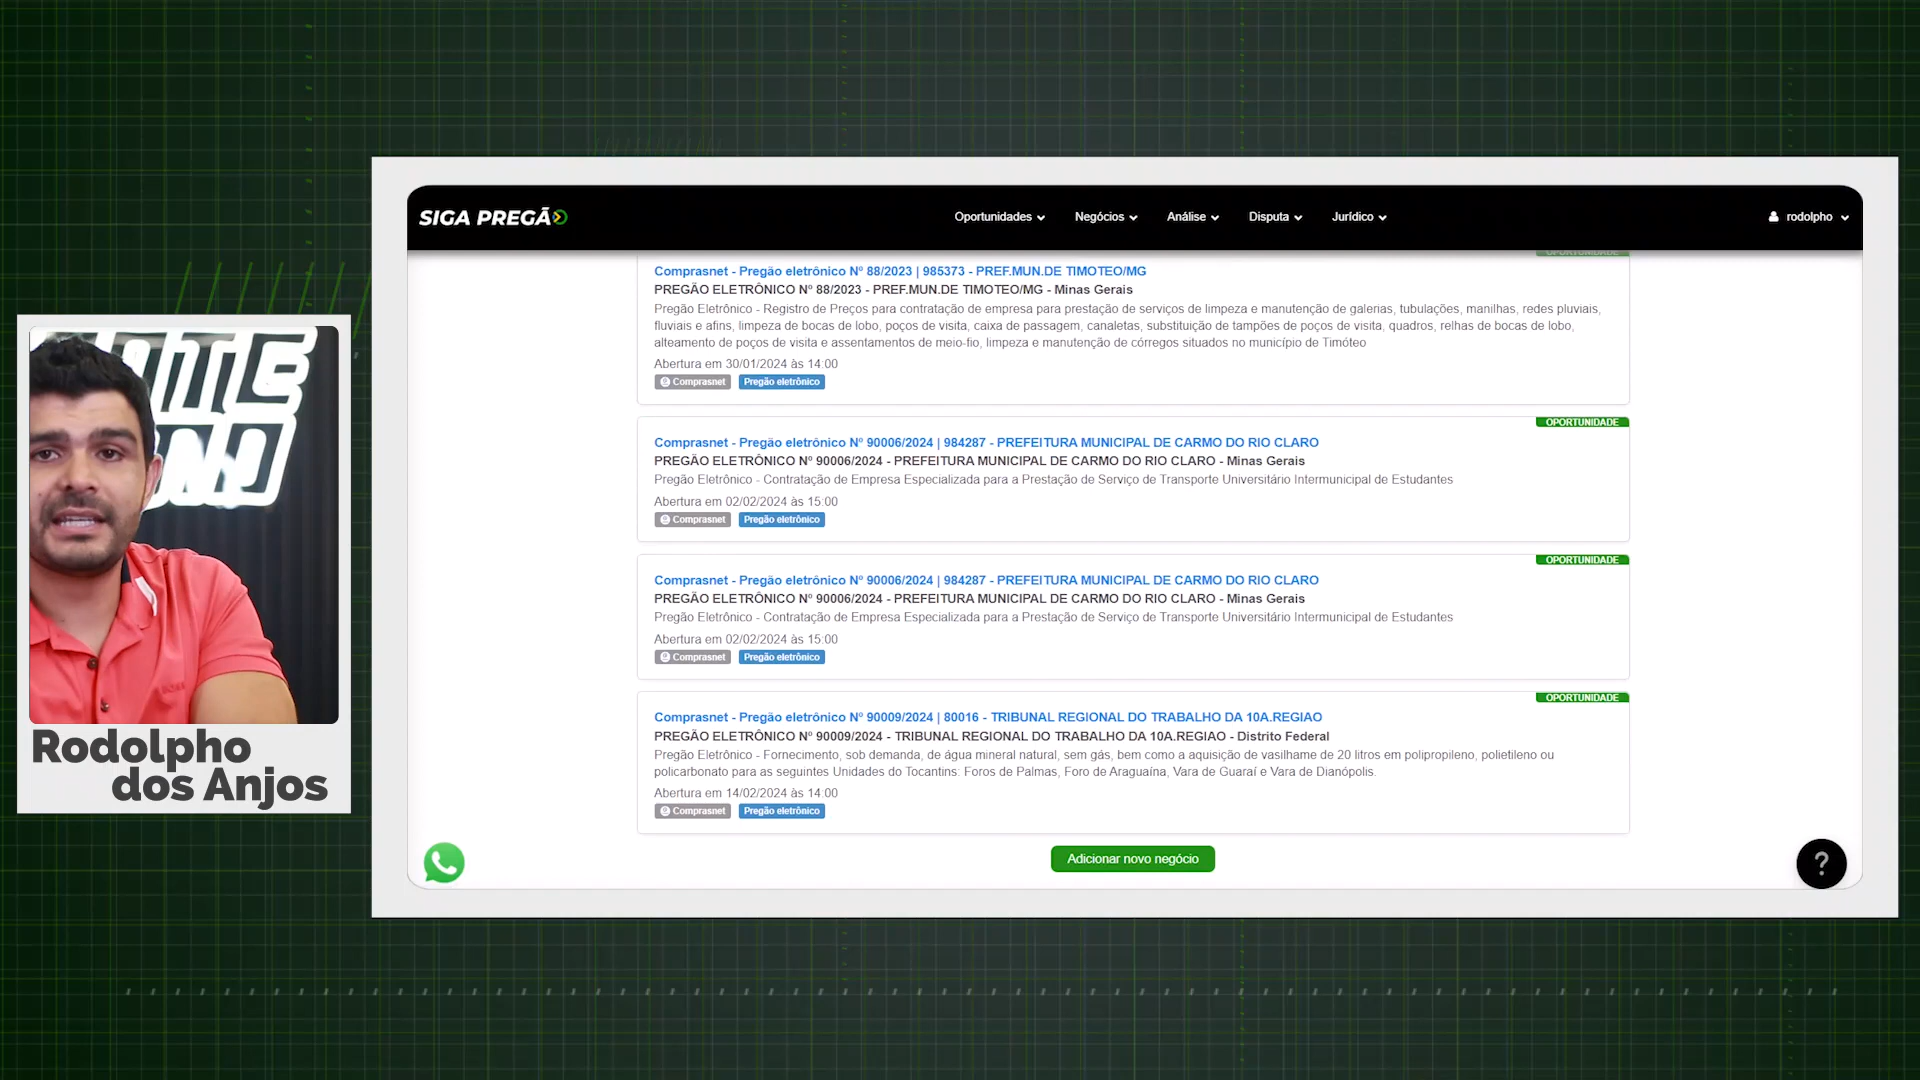 SIGA PREGÃO
Oportunidades
Negócios
Análise
Disputa
Jurídico
rodolpho
OPORTUNIDADE
Comprasnet - Pregão eletrônico Nº 88/2023 | 985373 - PREF.MUN.DE TIMOTEO/MG
PREGÃO ELETRÔNICO Nº 88/2023 - PREF.MUN.DE TIMOTEO/MG - Minas Gerais
Pregão Eletrônico - Registro de Preços para contratação de empresa para prestação de serviços de limpeza e manutenção de galerias, tubulações, manilhas, redes pluviais,
fluviais e afins, limpeza de bocas de lobo, poços de visita, caixa de passagem, canaletas, substituição de tampões de poços de visita, quadros, relhas de bocas de lobo,
alteamento de poços de visita e assentamentos de meio-fio, limpeza e manutenção de córregos situados no município de Timóteo
Abertura em 30/01/2024 às 14:00
Comprasnet Pregão eletrônico
OPORTUNIDADE
Comprasnet - Pregão eletrônico Nº 90006/2024 | 984287 - PREFEITURA MUNICIPAL DE CARMO DO RIO CLARO
PREGÃO ELETRÔNICO Nº 90006/2024 - PREFEITURA MUNICIPAL DE CARMO DO RIO CLARO - Minas Gerais
Pregão Eletrônico - Contratação de Empresa Especializada para a Prestação de Serviço de Transporte Universitário Intermunicipal de Estudantes
Abertura em 02/02/2024 às 15:00
Comprasnet Pregão eletrônico
OPORTUNIDADE
Comprasnet - Pregão eletrônico Nº 90006/2024 | 984287 - PREFEITURA MUNICIPAL DE CARMO DO RIO CLARO
PREGÃO ELETRÔNICO Nº 90006/2024 - PREFEITURA MUNICIPAL DE CARMO DO RIO CLARO - Minas Gerais
Pregão Eletrônico - Contratação de Empresa Especializada para a Prestação de Serviço de Transporte Universitário Intermunicipal de Estudantes
Abertura em 02/02/2024 às 15:00
Comprasnet Pregão eletrônico
OPORTUNIDADE
Comprasnet - Pregão eletrônico Nº 90009/2024 | 80016 - TRIBUNAL REGIONAL DO TRABALHO DA 10A.REGIAO
PREGÃO ELETRÔNICO Nº 90009/2024 - TRIBUNAL REGIONAL DO TRABALHO DA 10A.REGIAO - Distrito Federal
Pregão Eletrônico - Fornecimento, sob demanda, de água mineral natural, sem gás, bem como a aquisição de vasilhame de 20 litros em polipropileno, polietileno ou
policarbonato para as seguintes Unidades do Tocantins: Foros de Palmas, Foro de Araguaína, Vara de Guaraí e Vara de Dianópolis.
Abertura em 14/02/2024 às 14:00
Comprasnet Pregão eletrônico
Adicionar novo negócio
?
Rodolpho
dos Anjos